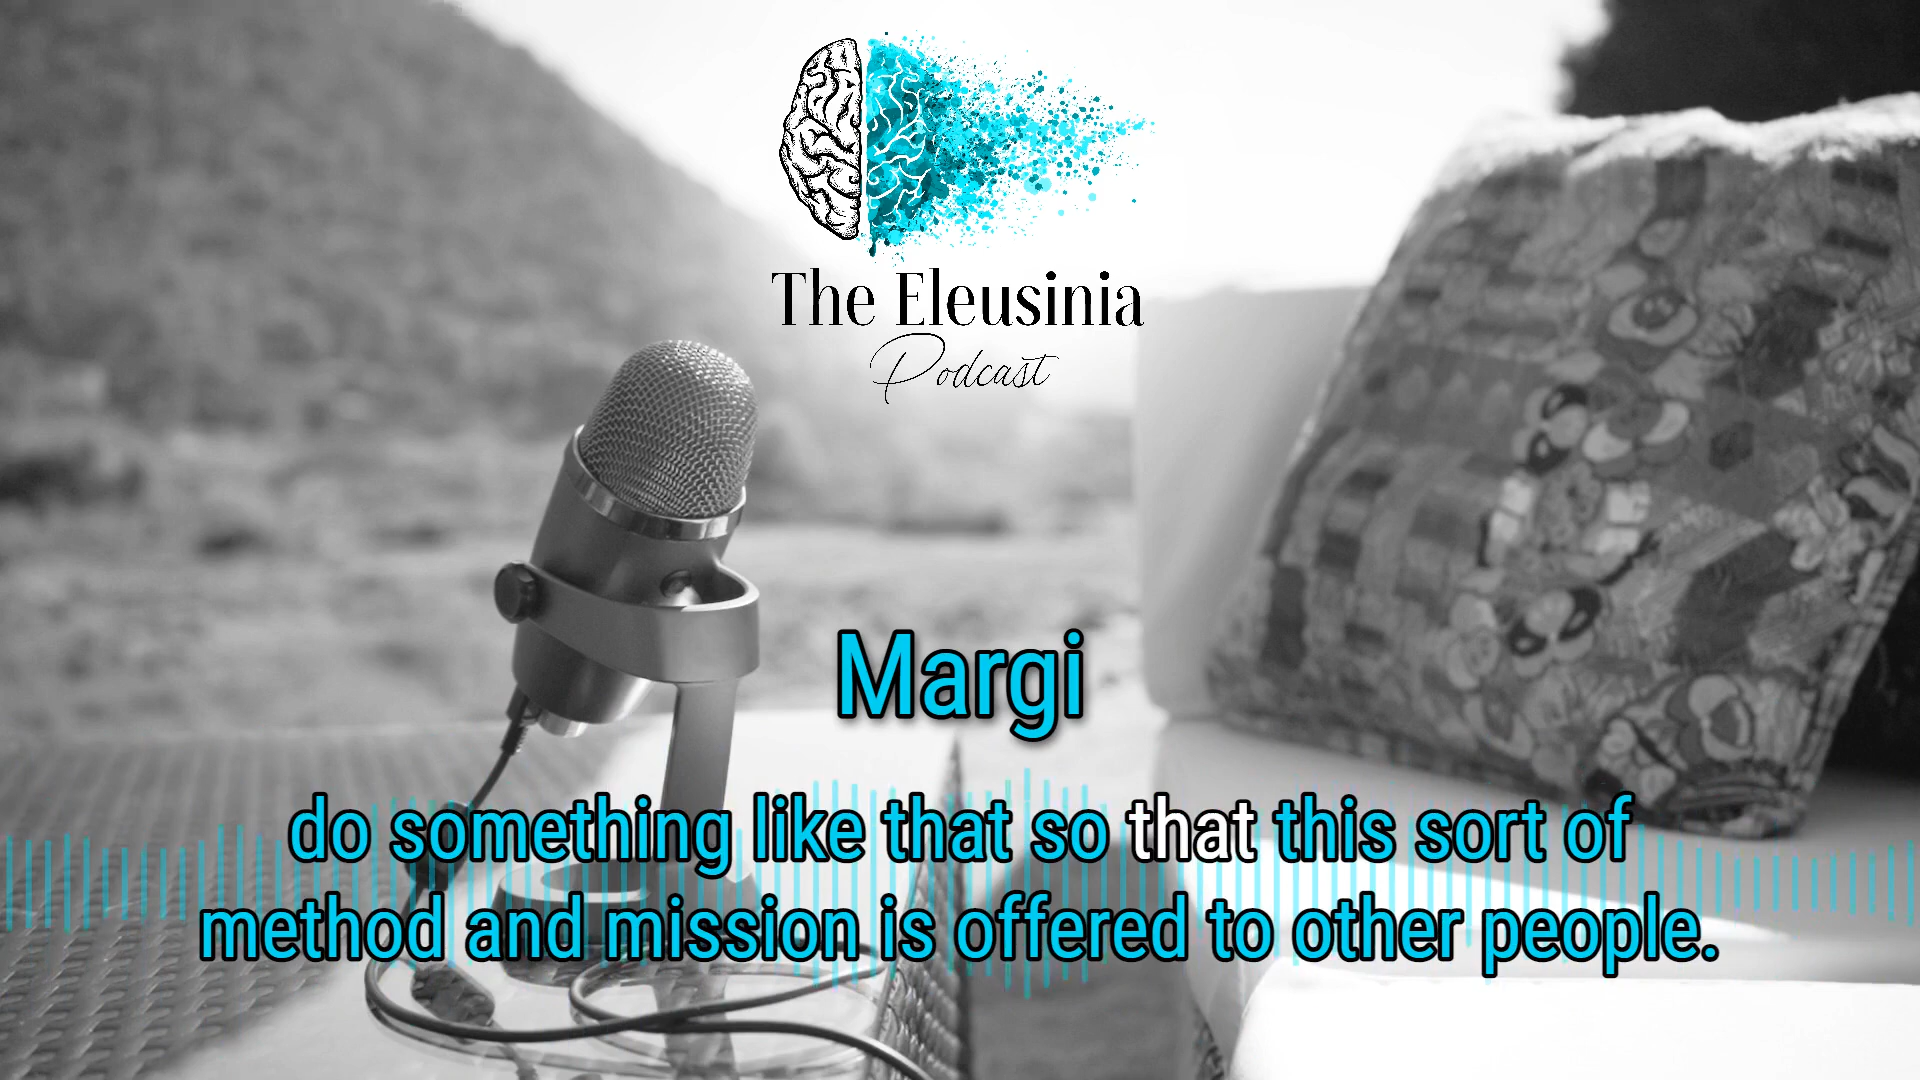 The Eleusinia
Podcast
Margi
do something like that so that this sort of
method and mission is offered to other people.